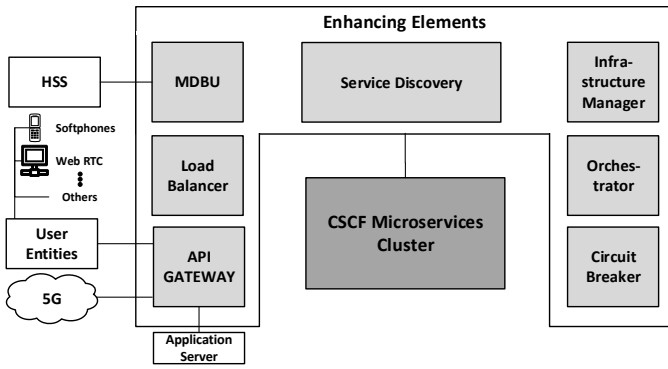 Enhancing Elements
HSS
MDBU
Service Discovery
Infra-
structure
Manager
Softphones
Web RTC
Others
Load
Balancer
Orches-
trator
CSCF Microservices
Cluster
User
Entities
API
GATEWAY
Circuit
Breaker
5G
Application
Server